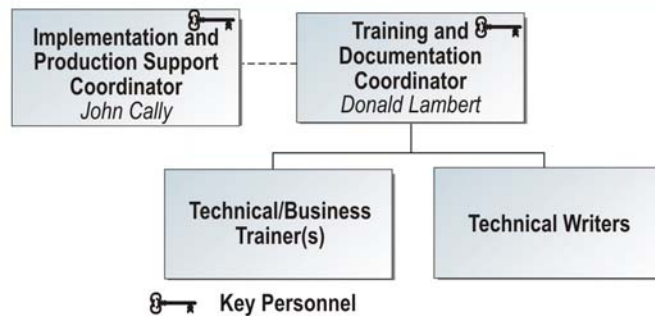 Implementation and
Production Support
Coordinator
John Cally
Training and
Documentation
Coordinator
Donald Lambert
Technical/Business
Trainer(s)
Technical Writers
Key Personnel